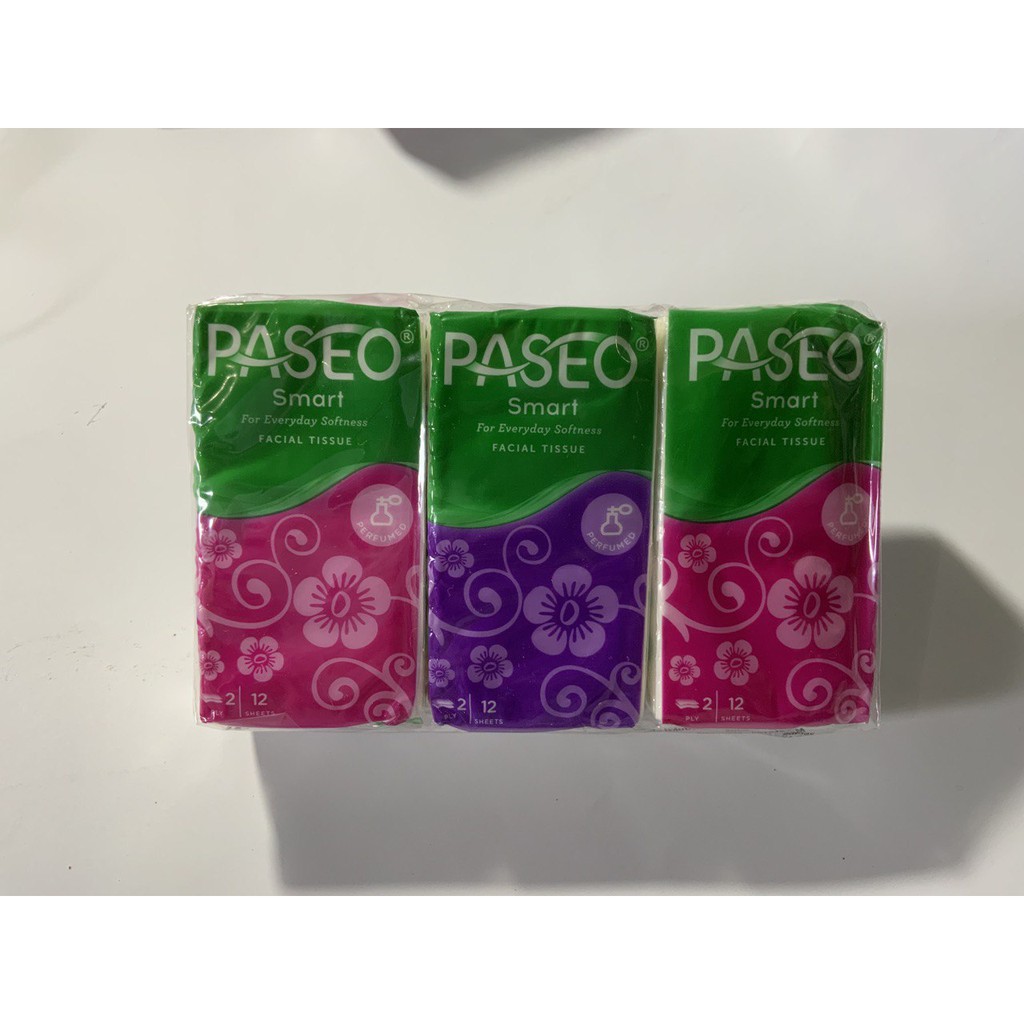 PASEO®
Smart
For Everyday Softness
FACIAL TISSUE
PERFUMED
2 PLY
12 SHEETS
PASEO®
Smart
For Everyday Softness
FACIAL TISSUE
PERFUMED
2 PLY
12 SHEETS
PASEO®
Smart
For Everyday Softness
FACIAL TISSUE
PERFUMED
2 PLY
12 SHEETS